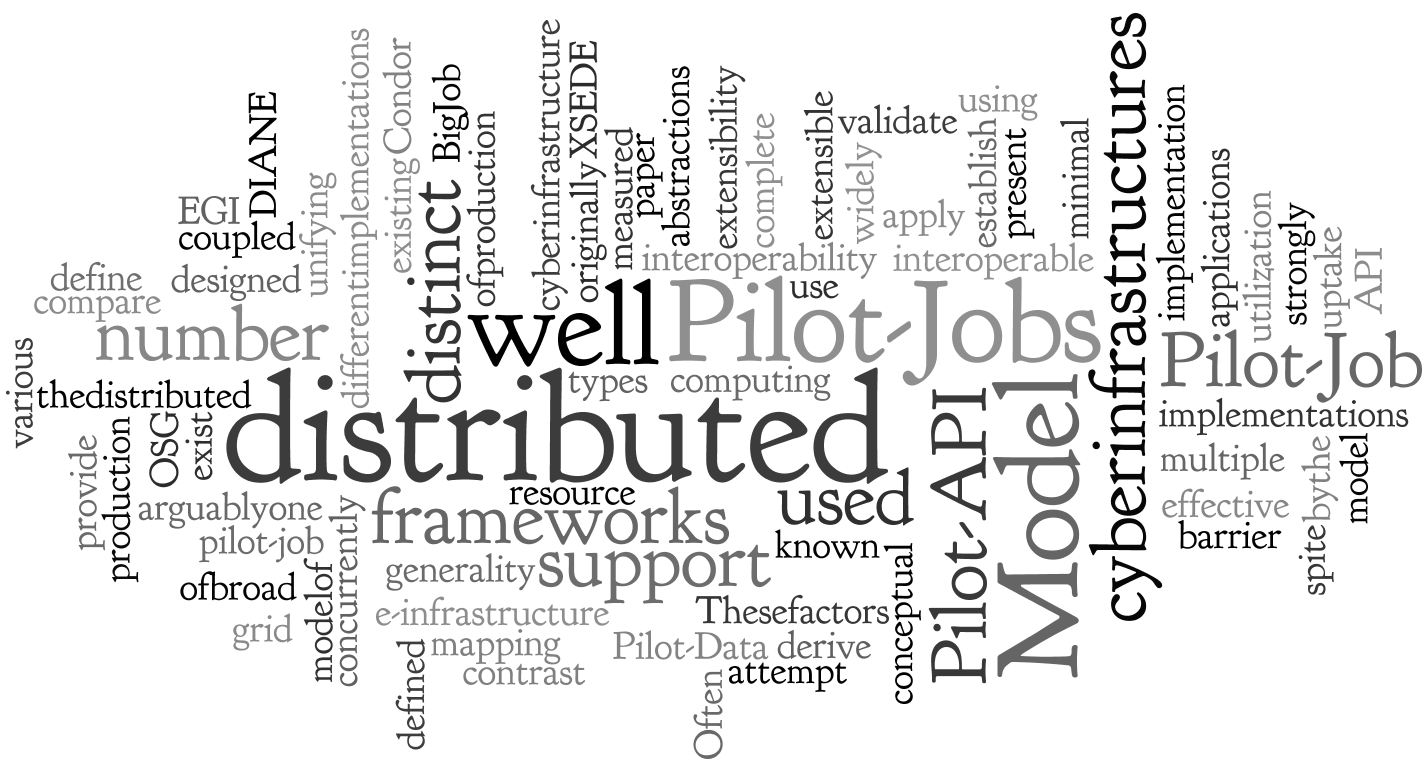 cyberinfrastructures
cyberinfrastructure
XSEDE
originally
differentimplementations
Condor
existing
BigJob
distinct
ofproduction
DIANE
unifying
EGI
coupled
designed
define
compare
number
measured
paper
abstractions
extensibility
complete
extensible
validate
widely
apply
using
establish
present
minimal
implementation
applications
utilization
strongly
uptake
API
interoperability
interoperable
well
Pilot-Jobs
use
types
computing
Pilot-Job
various
thedistributed
distributed
OSG
exist
provide
production
arguablyone
pilot-job
ofbroad
grid
modelof
concurrently
resource
frameworks
used
support
known
generality
e-infrastructure
Thesefactors
mapping
contrast
Pilot-Data
derive
attempt
defined
Often
conceptual
Pilot-API
Model
implementations
multiple
effective
barrier
bythe
spite
model